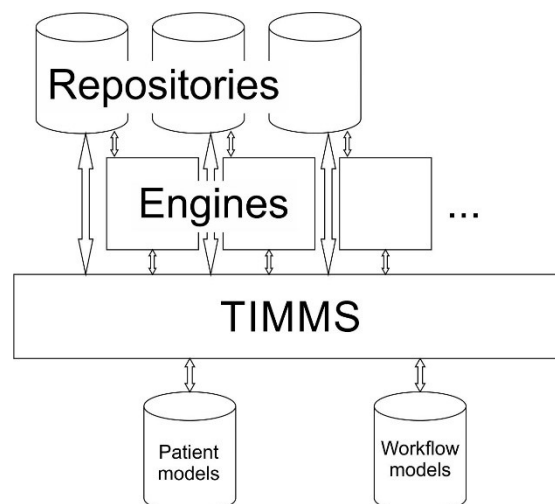 Repositories
Engines
...
TIMMS
Patient
models
Workflow
models